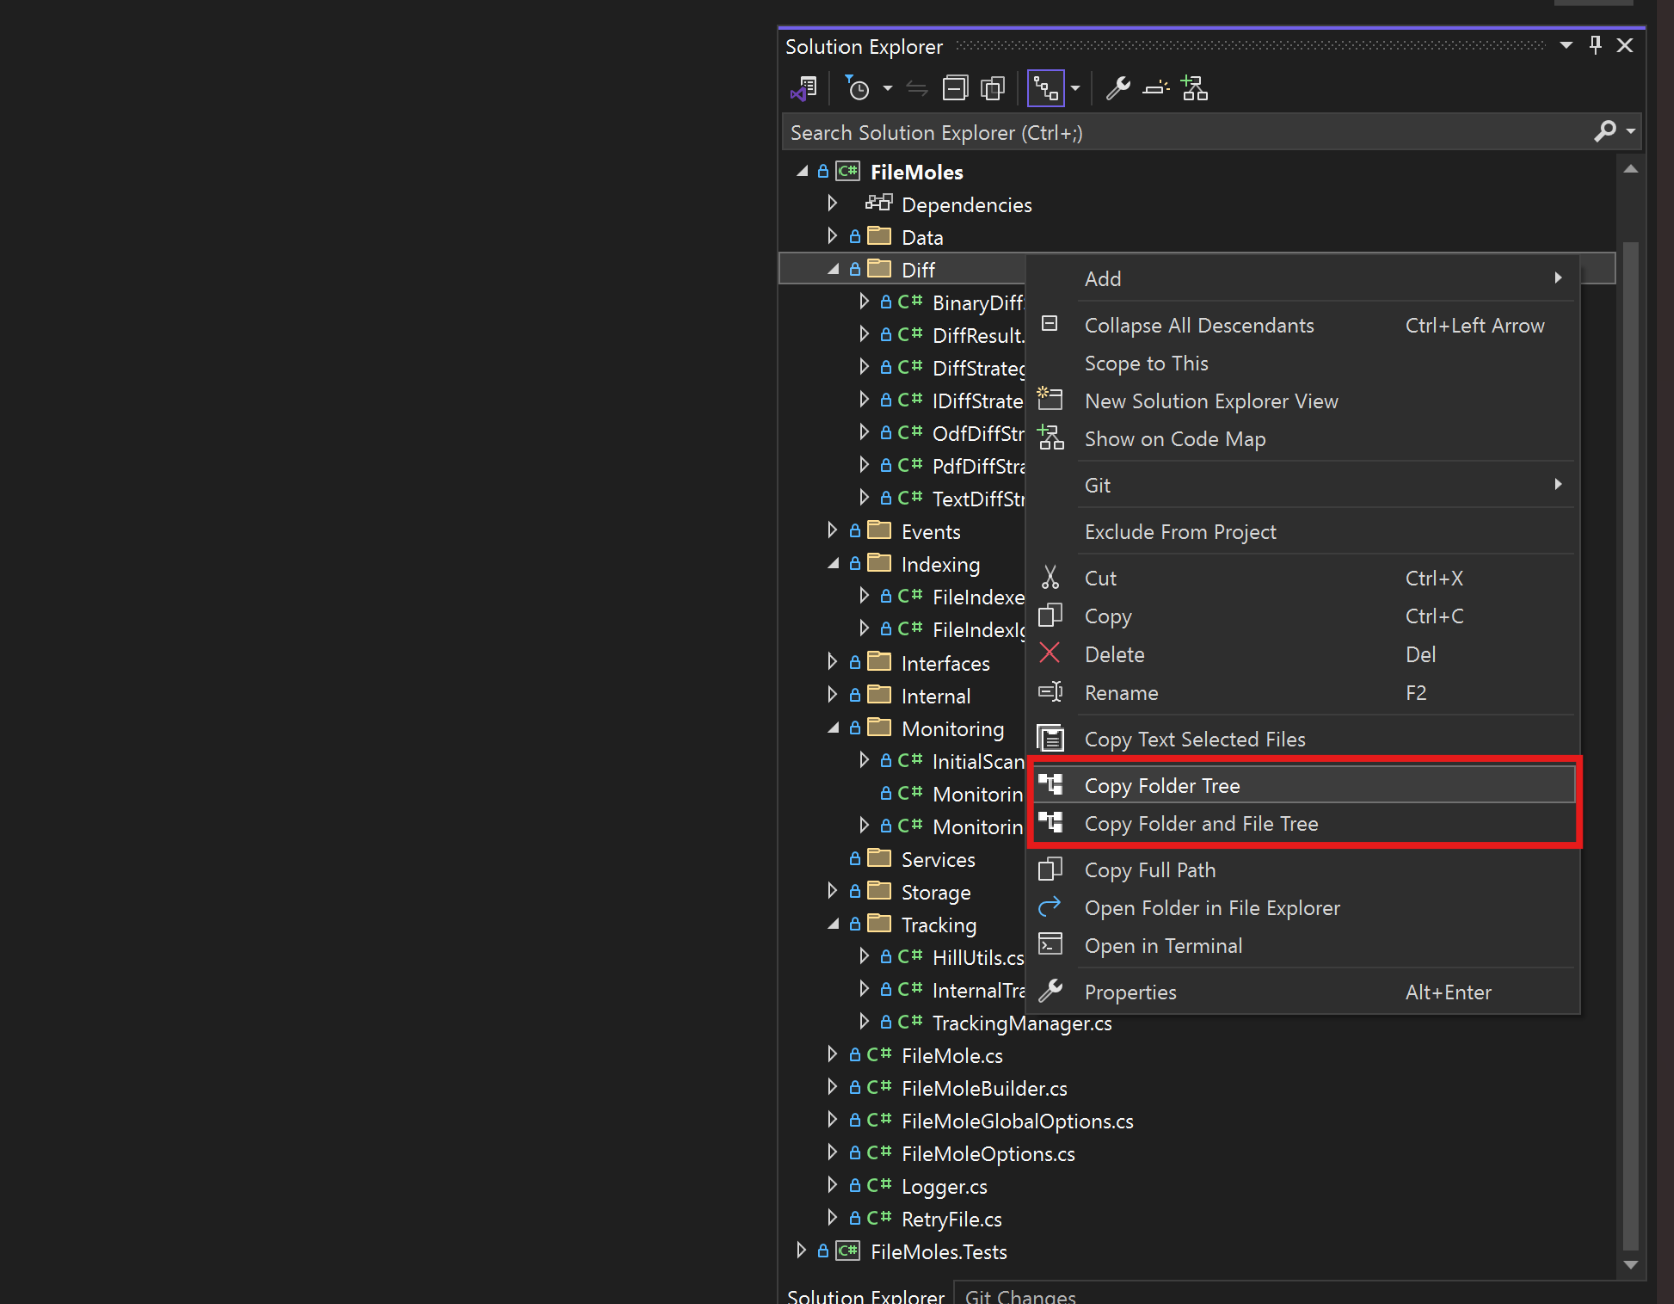 Solution Explorer
Search Solution Explorer (Ctrl+;)
C# FileMoles
Dependencies
Data
Diff
C# BinaryDiff
C# DiffResult.
C# DiffStrateg
C# IDiffStrate
C# OdfDiffStr
C# PdfDiffStra
C# TextDiffStr
Events
Indexing
C# FileIndexe
C# FileIndexIg
Interfaces
Internal
Monitoring
C# InitialScan
C# Monitorin
C# Monitorin
Services
Storage
Tracking
C# HillUtils.cs
C# InternalTra
C# TrackingManager.cs
C# FileMole.cs
C# FileMoleBuilder.cs
C# FileMoleGlobalOptions.cs
C# FileMoleOptions.cs
C# Logger.cs
C# RetryFile.cs
C# FileMoles.Tests
Add
Collapse All Descendants Ctrl+Left Arrow
Scope to This
New Solution Explorer View
Show on Code Map
Git
Exclude From Project
Cut Ctrl+X
Copy Ctrl+C
Delete Del
Rename F2
Copy Text Selected Files
Copy Folder Tree
Copy Folder and File Tree
Copy Full Path
Open Folder in File Explorer
Open in Terminal
Properties Alt+Enter
Solution Explorer Git Changes